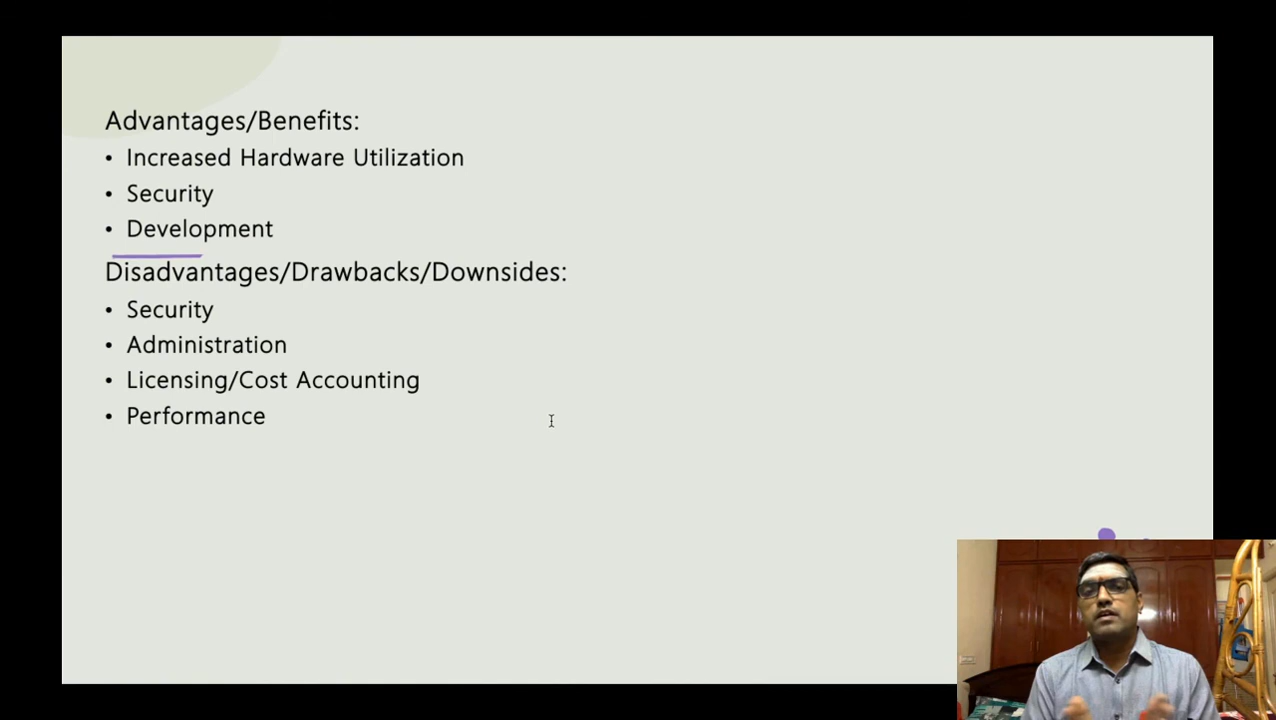 Advantages/Benefits:
• Increased Hardware Utilization
• Security
• Development
Disadvantages/Drawbacks/Downsides:
• Security
• Administration
• Licensing/Cost Accounting
• Performance